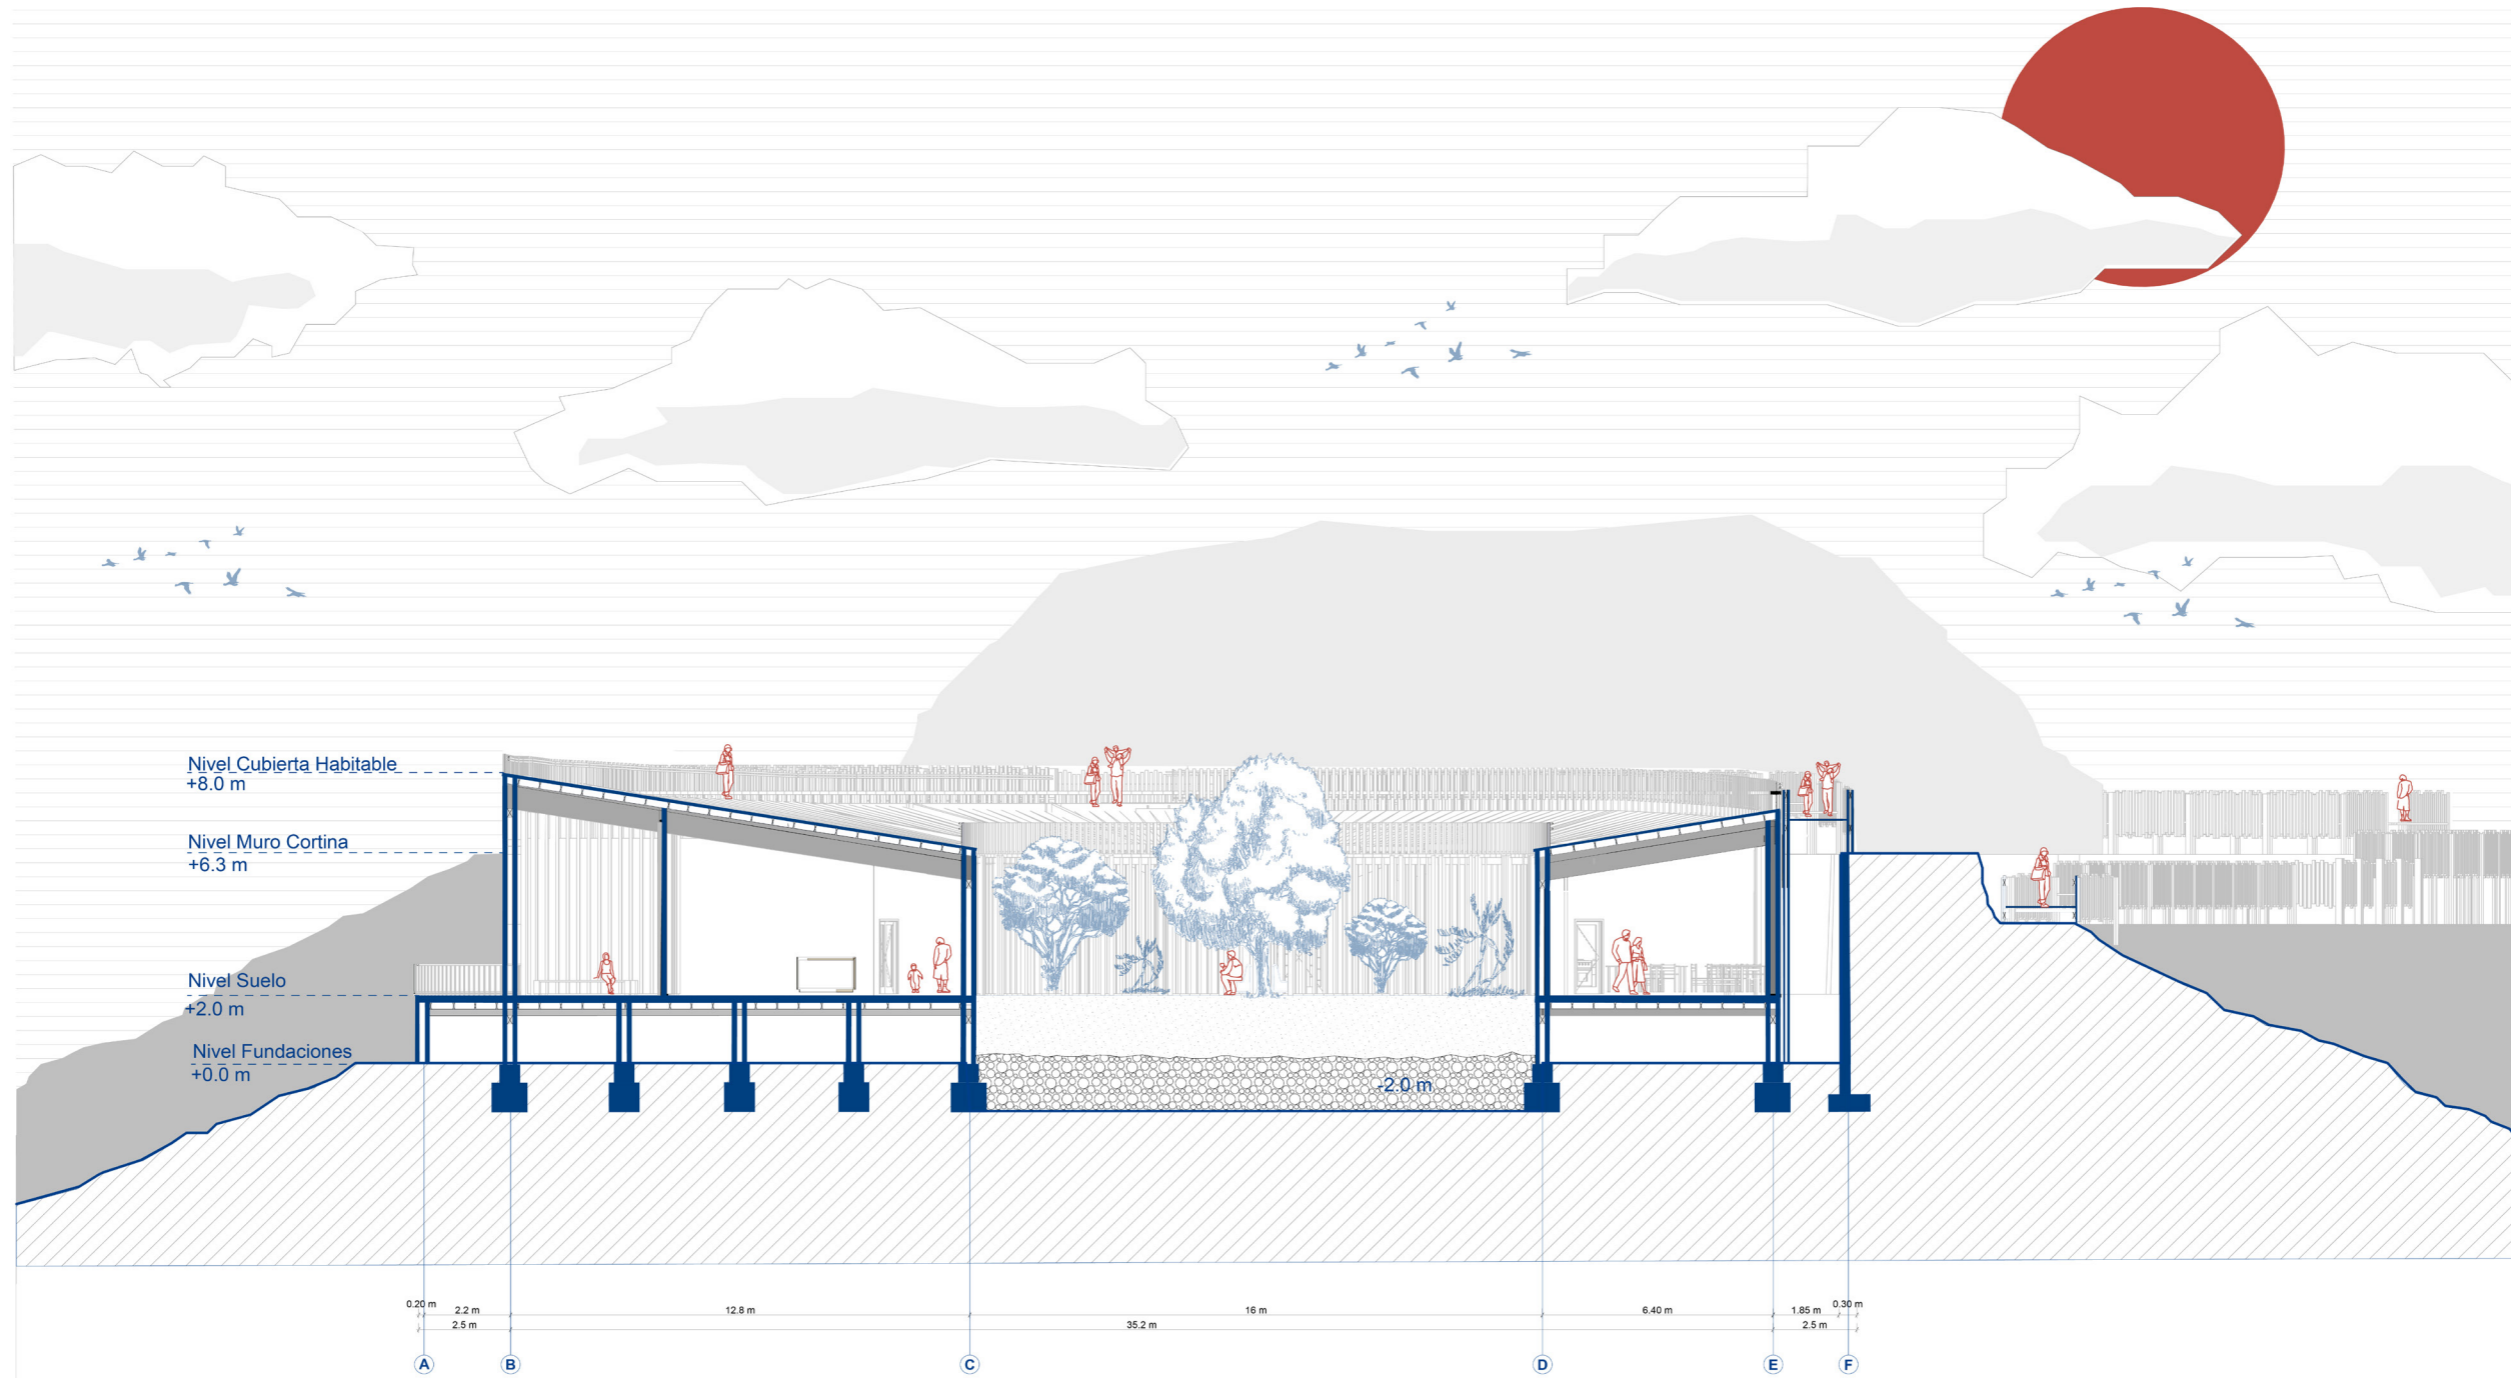 Nivel Cubierta Habitable
+8.0 m
Nivel Muro Cortina
+6.3 m
Nivel Suelo
+2.0 m
Nivel Fundaciones
+0.0 m
-2.0 m
0.20 m 2.2 m 12.8 m 16 m 6.40 m 1.85 m 0.30 m
2.5 m 35.2 m 2.5 m
A B C D E F